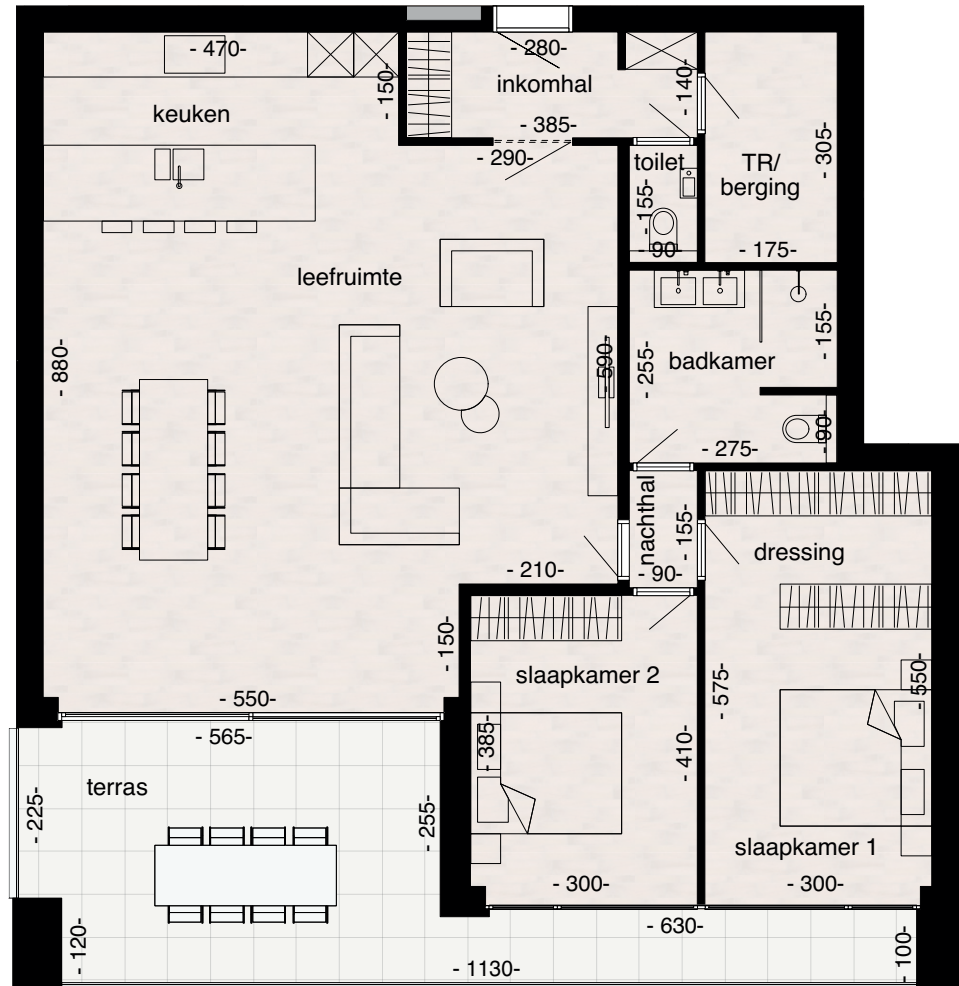 - 470-
- 280-
inkomhal
- 150-
- 140-
keuken
- 385-
- 290-
toilet
TR/
berging
- 305-
- 155-
- 90-
- 175-
leefruimte
- 880-
- 590-
- 255-
badkamer
- 155-
- 90-
- 275-
nachthal
- 155-
dressing
- 210-
- 90-
- 150-
slaapkamer 2
- 575-
- 550-
- 550-
- 565-
- 385-
- 410-
terras
- 225-
- 255-
slaapkamer 1
- 300-
- 300-
- 630-
- 120-
- 100-
- 1130-